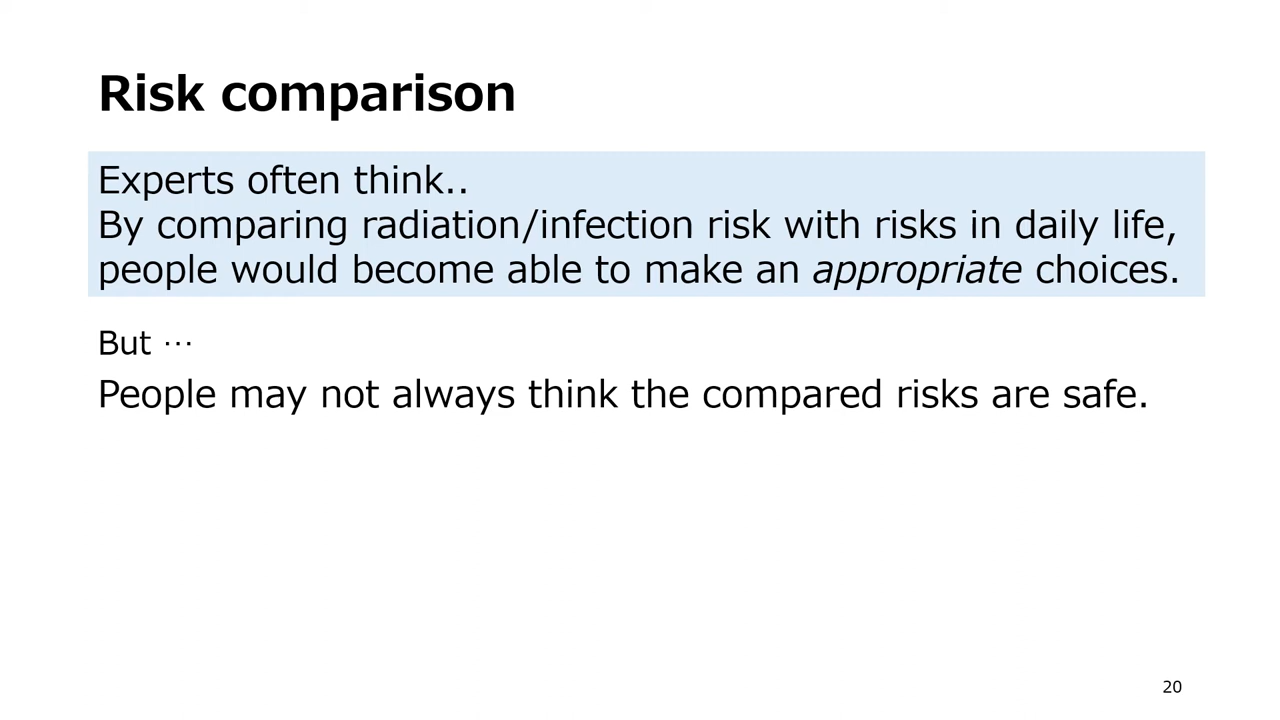 Risk comparison
Experts often think..
By comparing radiation/infection risk with risks in daily life,
people would become able to make an appropriate choices.
But …
People may not always think the compared risks are safe.
20